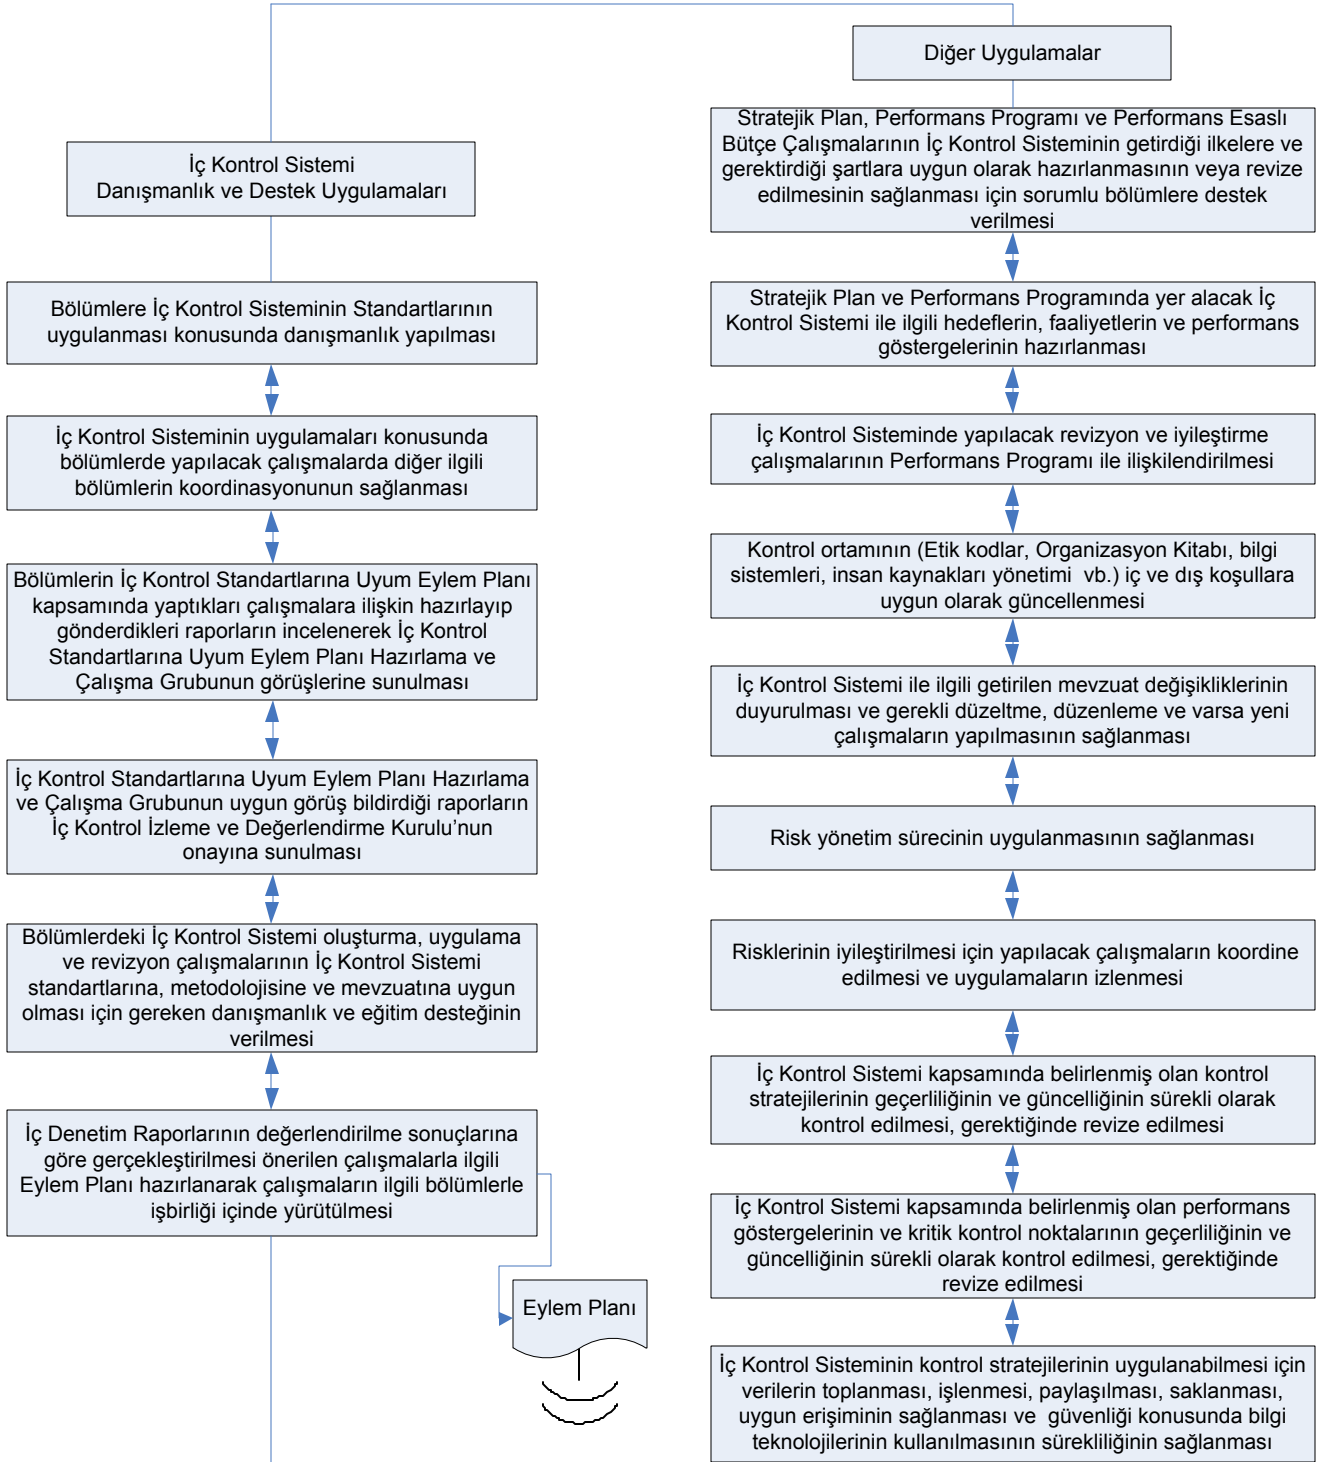 İç Kontrol Sistemi
Danışmanlık ve Destek Uygulamaları
Bölümlere İç Kontrol Sisteminin Standartlarının
uygulanması konusunda danışmanlık yapılması
İç Kontrol Sisteminin uygulamaları konusunda
bölümlerde yapılacak çalışmalarda diğer ilgili
bölümlerin koordinasyonunun sağlanması
Bölümlerin İç Kontrol Standartlarına Uyum Eylem Planı
kapsamında yaptıkları çalışmalara ilişkin hazırlayıp
gönderdikleri raporların incelenerek İç Kontrol
Standartlarına Uyum Eylem Planı Hazırlama ve
Çalışma Grubunun görüşlerine sunulması
İç Kontrol Standartlarına Uyum Eylem Planı Hazırlama
ve Çalışma Grubunun uygun görüş bildirdiği raporların
İç Kontrol İzleme ve Değerlendirme Kurulu’nun
onayına sunulması
Bölümlerdeki İç Kontrol Sistemi oluşturma, uygulama
ve revizyon çalışmalarının İç Kontrol Sistemi
standartlarına, metodolojisine ve mevzuatına uygun
olması için gereken danışmanlık ve eğitim desteğinin
verilmesi
İç Denetim Raporlarının değerlendirilme sonuçlarına
göre gerçekleştirilmesi önerilen çalışmalarla ilgili
Eylem Planı hazırlanarak çalışmaların ilgili bölümlerle
işbirliği içinde yürütülmesi
Eylem Planı
Diğer Uygulamalar
Stratejik Plan, Performans Programı ve Performans Esaslı
Bütçe Çalışmalarının İç Kontrol Sisteminin getirdiği ilkelere ve
gerektirdiği şartlara uygun olarak hazırlanmasının veya revize
edilmesinin sağlanması için sorumlu bölümlere destek
verilmesi
Stratejik Plan ve Performans Programında yer alacak İç
Kontrol Sistemi ile ilgili hedeflerin, faaliyetlerin ve performans
göstergelerinin hazırlanması
İç Kontrol Sisteminde yapılacak revizyon ve iyileştirme
çalışmalarının Performans Programı ile ilişkilendirilmesi
Kontrol ortamının (Etik kodlar, Organizasyon Kitabı, bilgi
sistemleri, insan kaynakları yönetimi  vb.) iç ve dış koşullara
uygun olarak güncellenmesi
İç Kontrol Sistemi ile ilgili getirilen mevzuat değişikliklerinin
duyurulması ve gerekli düzeltme, düzenleme ve varsa yeni
çalışmaların yapılmasının sağlanması
Risk yönetim sürecinin uygulanmasının sağlanması
Risklerinin iyileştirilmesi için yapılacak çalışmaların koordine
edilmesi ve uygulamaların izlenmesi
İç Kontrol Sistemi kapsamında belirlenmiş olan kontrol
stratejilerinin geçerliliğinin ve güncelliğinin sürekli olarak
kontrol edilmesi, gerektiğinde revize edilmesi
İç Kontrol Sistemi kapsamında belirlenmiş olan performans
göstergelerinin ve kritik kontrol noktalarının geçerliliğinin ve
güncelliğinin sürekli olarak kontrol edilmesi, gerektiğinde
revize edilmesi
İç Kontrol Sisteminin kontrol stratejilerinin uygulanabilmesi için
verilerin toplanması, işlenmesi, paylaşılması, saklanması,
uygun erişiminin sağlanması ve  güvenliği konusunda bilgi
teknolojilerinin kullanılmasının sürekliliğinin sağlanması